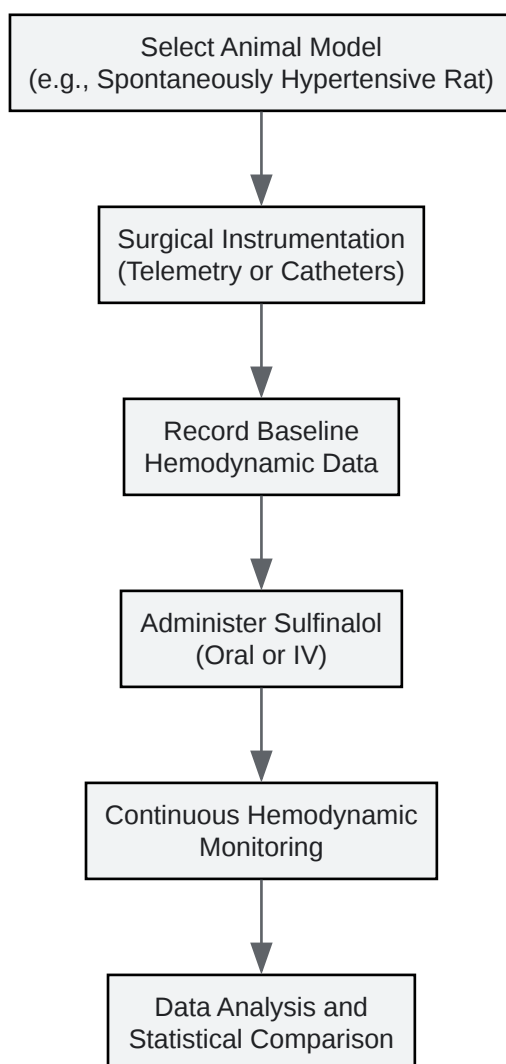 Select Animal Model
(e.g., Spontaneously Hypertensive Rat)
Surgical Instrumentation
(Telemetry or Catheters)
Record Baseline
Hemodynamic Data
Administer Sulfinalol
(Oral or IV)
Continuous Hemodynamic
Monitoring
Data Analysis and
Statistical Comparison